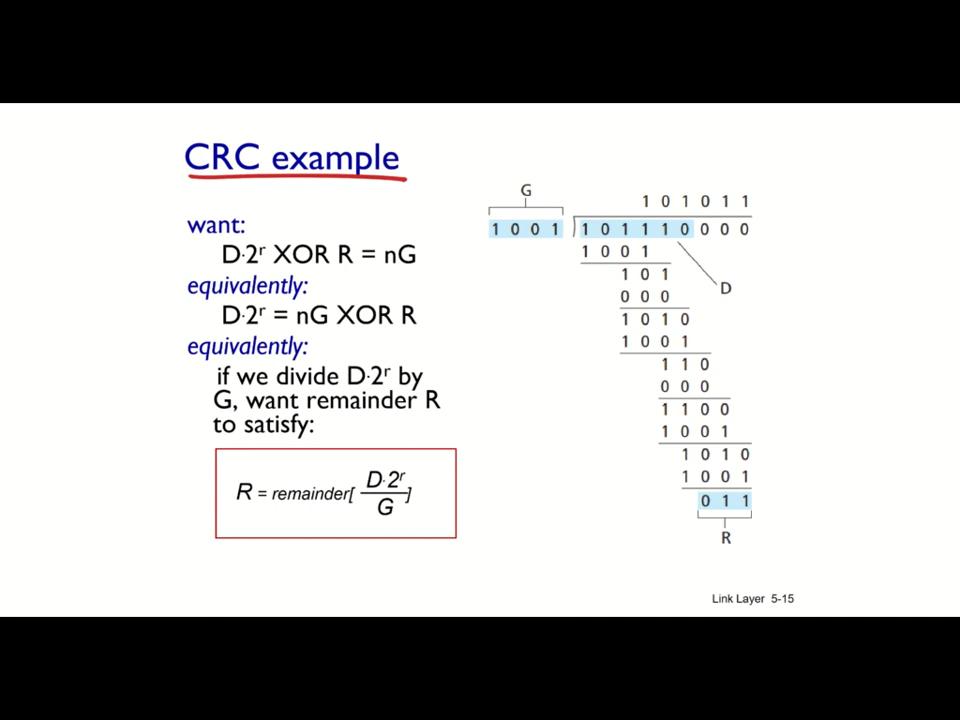 CRC example
want:
D·2ʳ XOR R = nG
equivalently:
D·2ʳ = nG XOR R
equivalently:
if we divide D·2ʳ by
G, want remainder R
to satisfy:
R = remainder[ D·2ʳ / G ]
G
1 0 1 0 1 1
1 0 0 1 ) 1 0 1 1 1 0 0 0 0
1 0 0 1
D
1 0 1
0 0 0
1 0 1 0
1 0 0 1
1 1 0
0 0 0
1 1 0 0
1 0 0 1
1 0 1 0
1 0 0 1
0 1 1
R
Link Layer 5-15